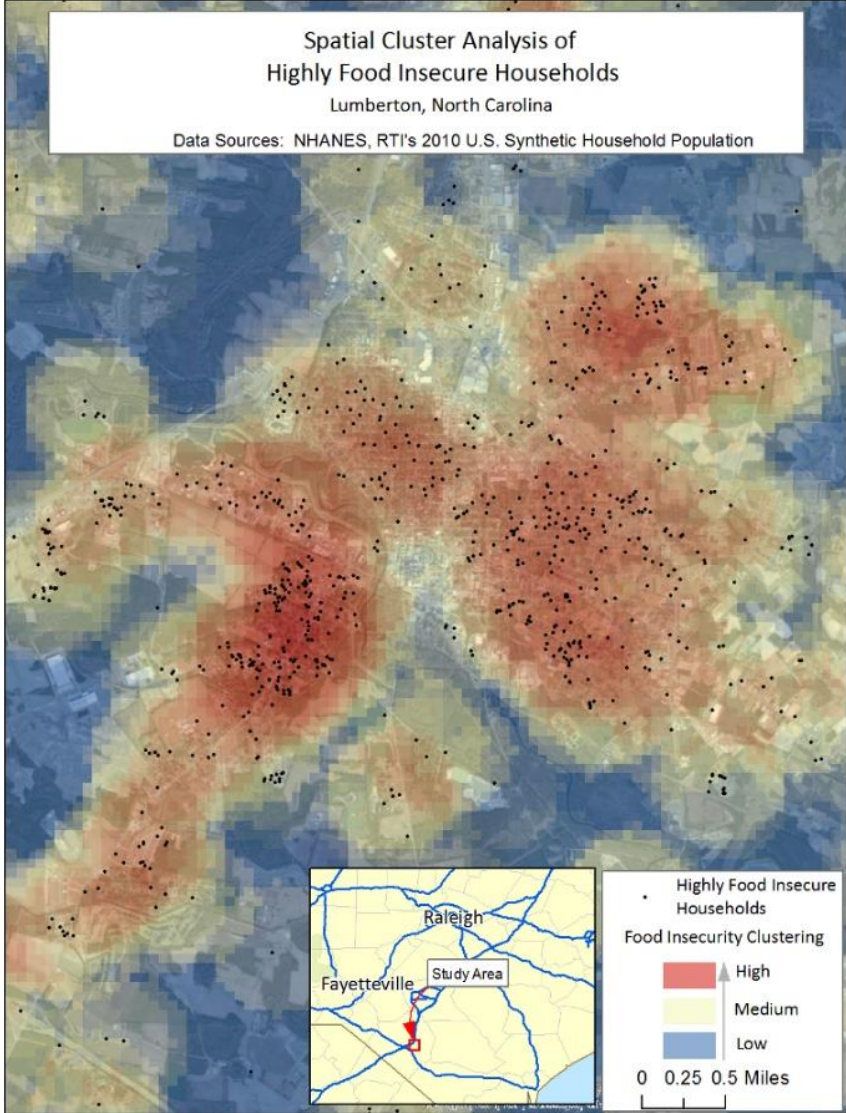 Spatial Cluster Analysis of
Highly Food Insecure Households
Lumberton, North Carolina
Data Sources: NHANES, RTI's 2010 U.S. Synthetic Household Population
Raleigh
Fayetteville
Study Area
Highly Food Insecure
Households
Food Insecurity Clustering
High
Medium
Low
0 0.25 0.5 Miles